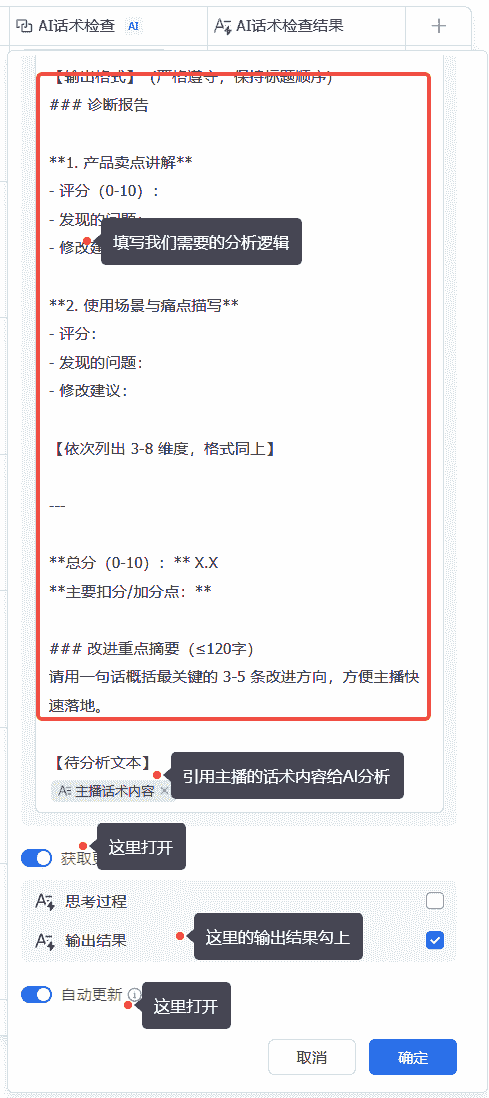 AI话术检查 AI
AI话术检查结果
【输出格式】（严格遵守，保持标题顺序）
### 诊断报告
**1. 产品卖点讲解**
- 评分（0-10）：
- 发现的问题：
填写我们需要的分析逻辑
- 修改建
**2. 使用场景与痛点描写**
- 评分：
- 发现的问题：
- 修改建议：
【依次列出 3-8 维度，格式同上】
---
**总分（0-10）：** X.X
**主要扣分/加分点：**
### 改进重点摘要（≤120字）
请用一句话概括最关键的 3-5 条改进方向，方便主播快
速落地。
【待分析文本】
引用主播的话术内容给AI分析
主播话术内容 ×
这里打开
获取
思考过程
输出结果
这里的输出结果勾上
自动更新
这里打开
取消
确定